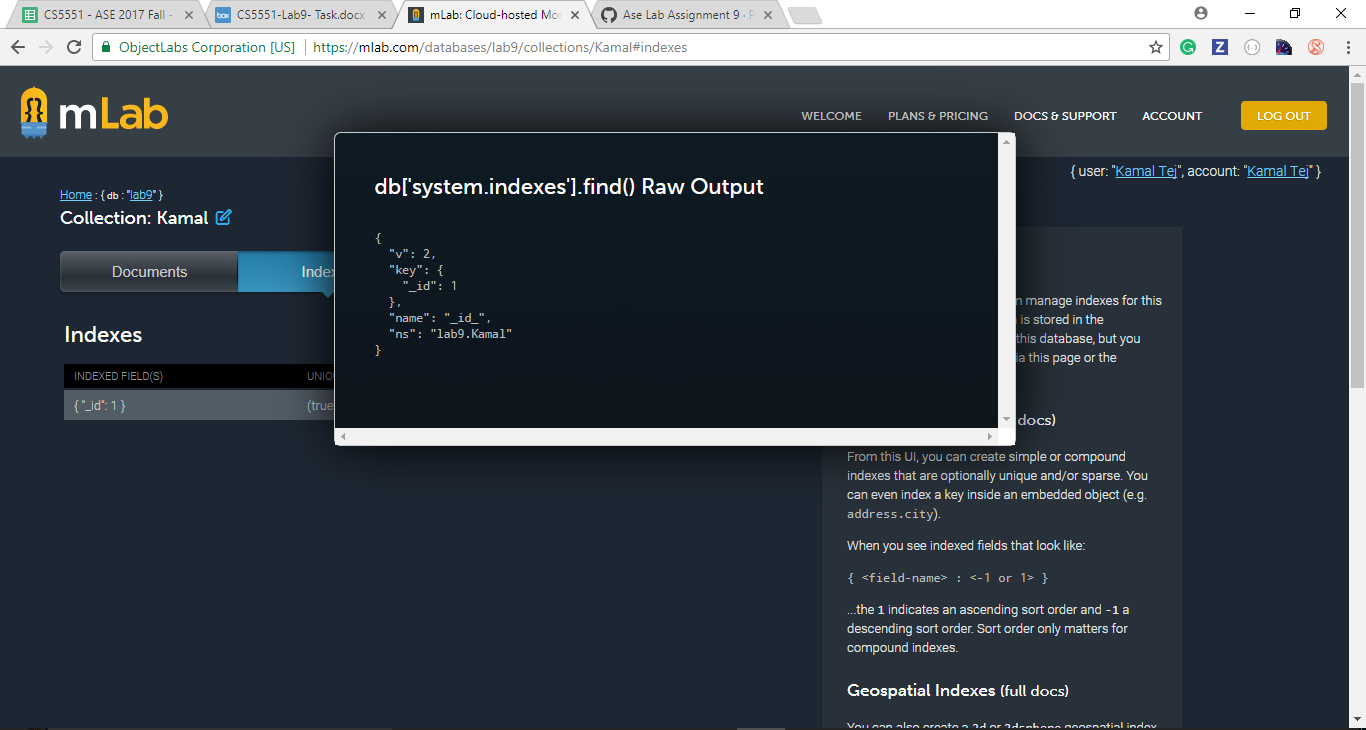 CS5551 - ASE 2017 Fall -
CS5551-Lab9- Task.docx
mLab: Cloud-hosted Mo
Ase Lab Assignment 9 ·
ObjectLabs Corporation [US]
https://mlab.com/databases/lab9/collections/Kamal#indexes
mLab
WELCOME
PLANS & PRICING
DOCS & SUPPORT
ACCOUNT
LOG OUT
{ user: "Kamal Tej", account: "Kamal Tej" }
Home : { db : "lab9" }
Collection: Kamal
Documents
Index
Indexes
INDEXED FIELD(S)
UNIQ
{ "_id": 1 }
(true
db['system.indexes'].find() Raw Output
{
"v": 2,
"key": {
"_id": 1
},
"name": "_id_",
"ns": "lab9.Kamal"
}
n manage indexes for this
is stored in the
this database, but you
ia this page or the
docs)
From this UI, you can create simple or compound
indexes that are optionally unique and/or sparse. You
can even index a key inside an embedded object (e.g.
address.city).
When you see indexed fields that look like:
{ <field-name> : <-1 or 1> }
...the 1 indicates an ascending sort order and -1 a
descending sort order. Sort order only matters for
compound indexes.
Geospatial Indexes (full docs)
You can also create a 2d or 2dsphere geospatial index